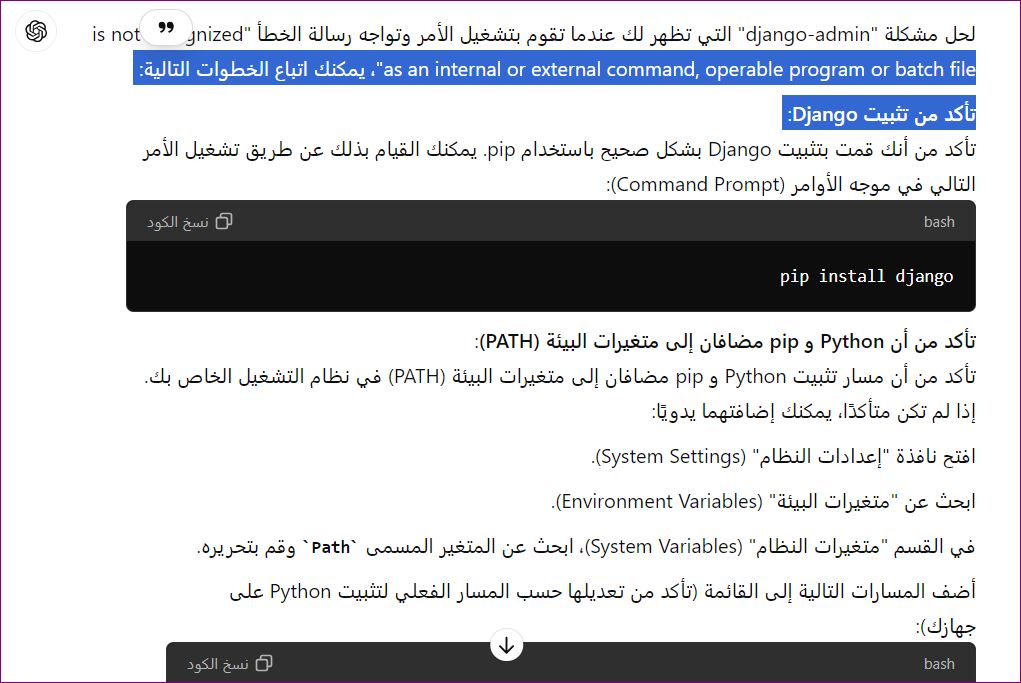 لحل مشكلة "django-admin" التي تظهر لك عندما تقوم بتشغيل الأمر وتواجه رسالة الخطأ "is not
as an internal or external command, operable program or batch file"، يمكنك اتباع الخطوات التالية:
تأكد من تثبيت Django:
تأكد من أنك قمت بتثبيت Django بشكل صحيح باستخدام pip. يمكنك القيام بذلك عن طريق تشغيل الأمر
التالي في موجه الأوامر (Command Prompt):
bash
نسخ الكود
pip install django
تأكد من أن Python و pip مضافان إلى متغيرات البيئة (PATH):
تأكد من أن مسار تثبيت Python و pip مضافان إلى متغيرات البيئة (PATH) في نظام التشغيل الخاص بك.
إذا لم تكن متأكدًا، يمكنك إضافتهما يدويًا:
افتح نافذة "إعدادات النظام" (System Settings).
ابحث عن "متغيرات البيئة" (Environment Variables).
في القسم "متغيرات النظام" (System Variables)، ابحث عن المتغير المسمى `Path` وقم بتحريره.
أضف المسارات التالية إلى القائمة (تأكد من تعديلها حسب المسار الفعلي لتثبيت Python على
جهازك):
bash
نسخ الكود